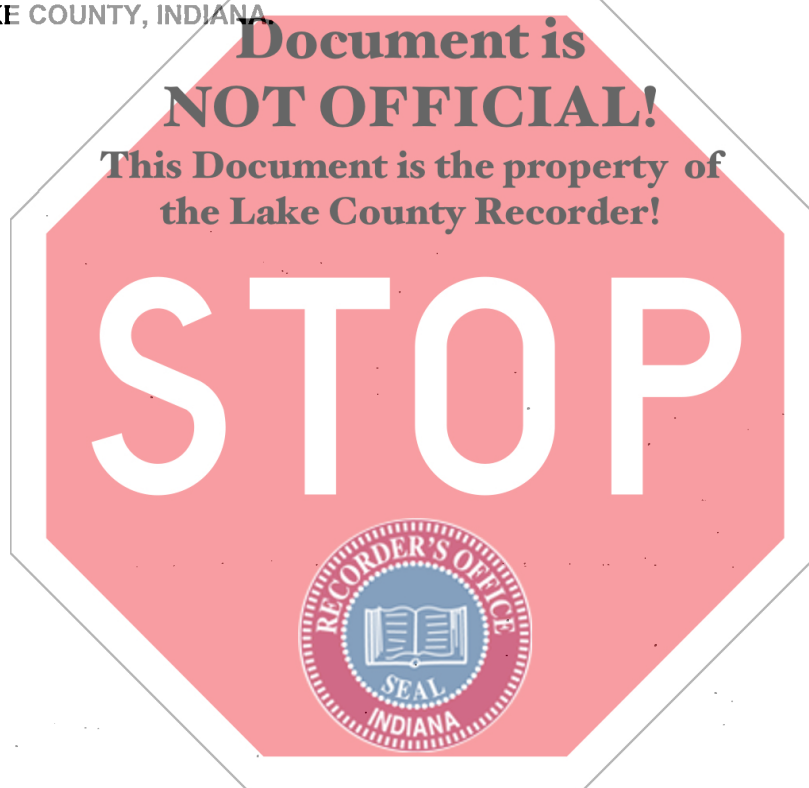 E COUNTY, INDIANA.
Document is
NOT OFFICIAL!
This Document is the property of
the Lake County Recorder!
STOP
RECORDER'S OFFICE
SEAL
INDIANA